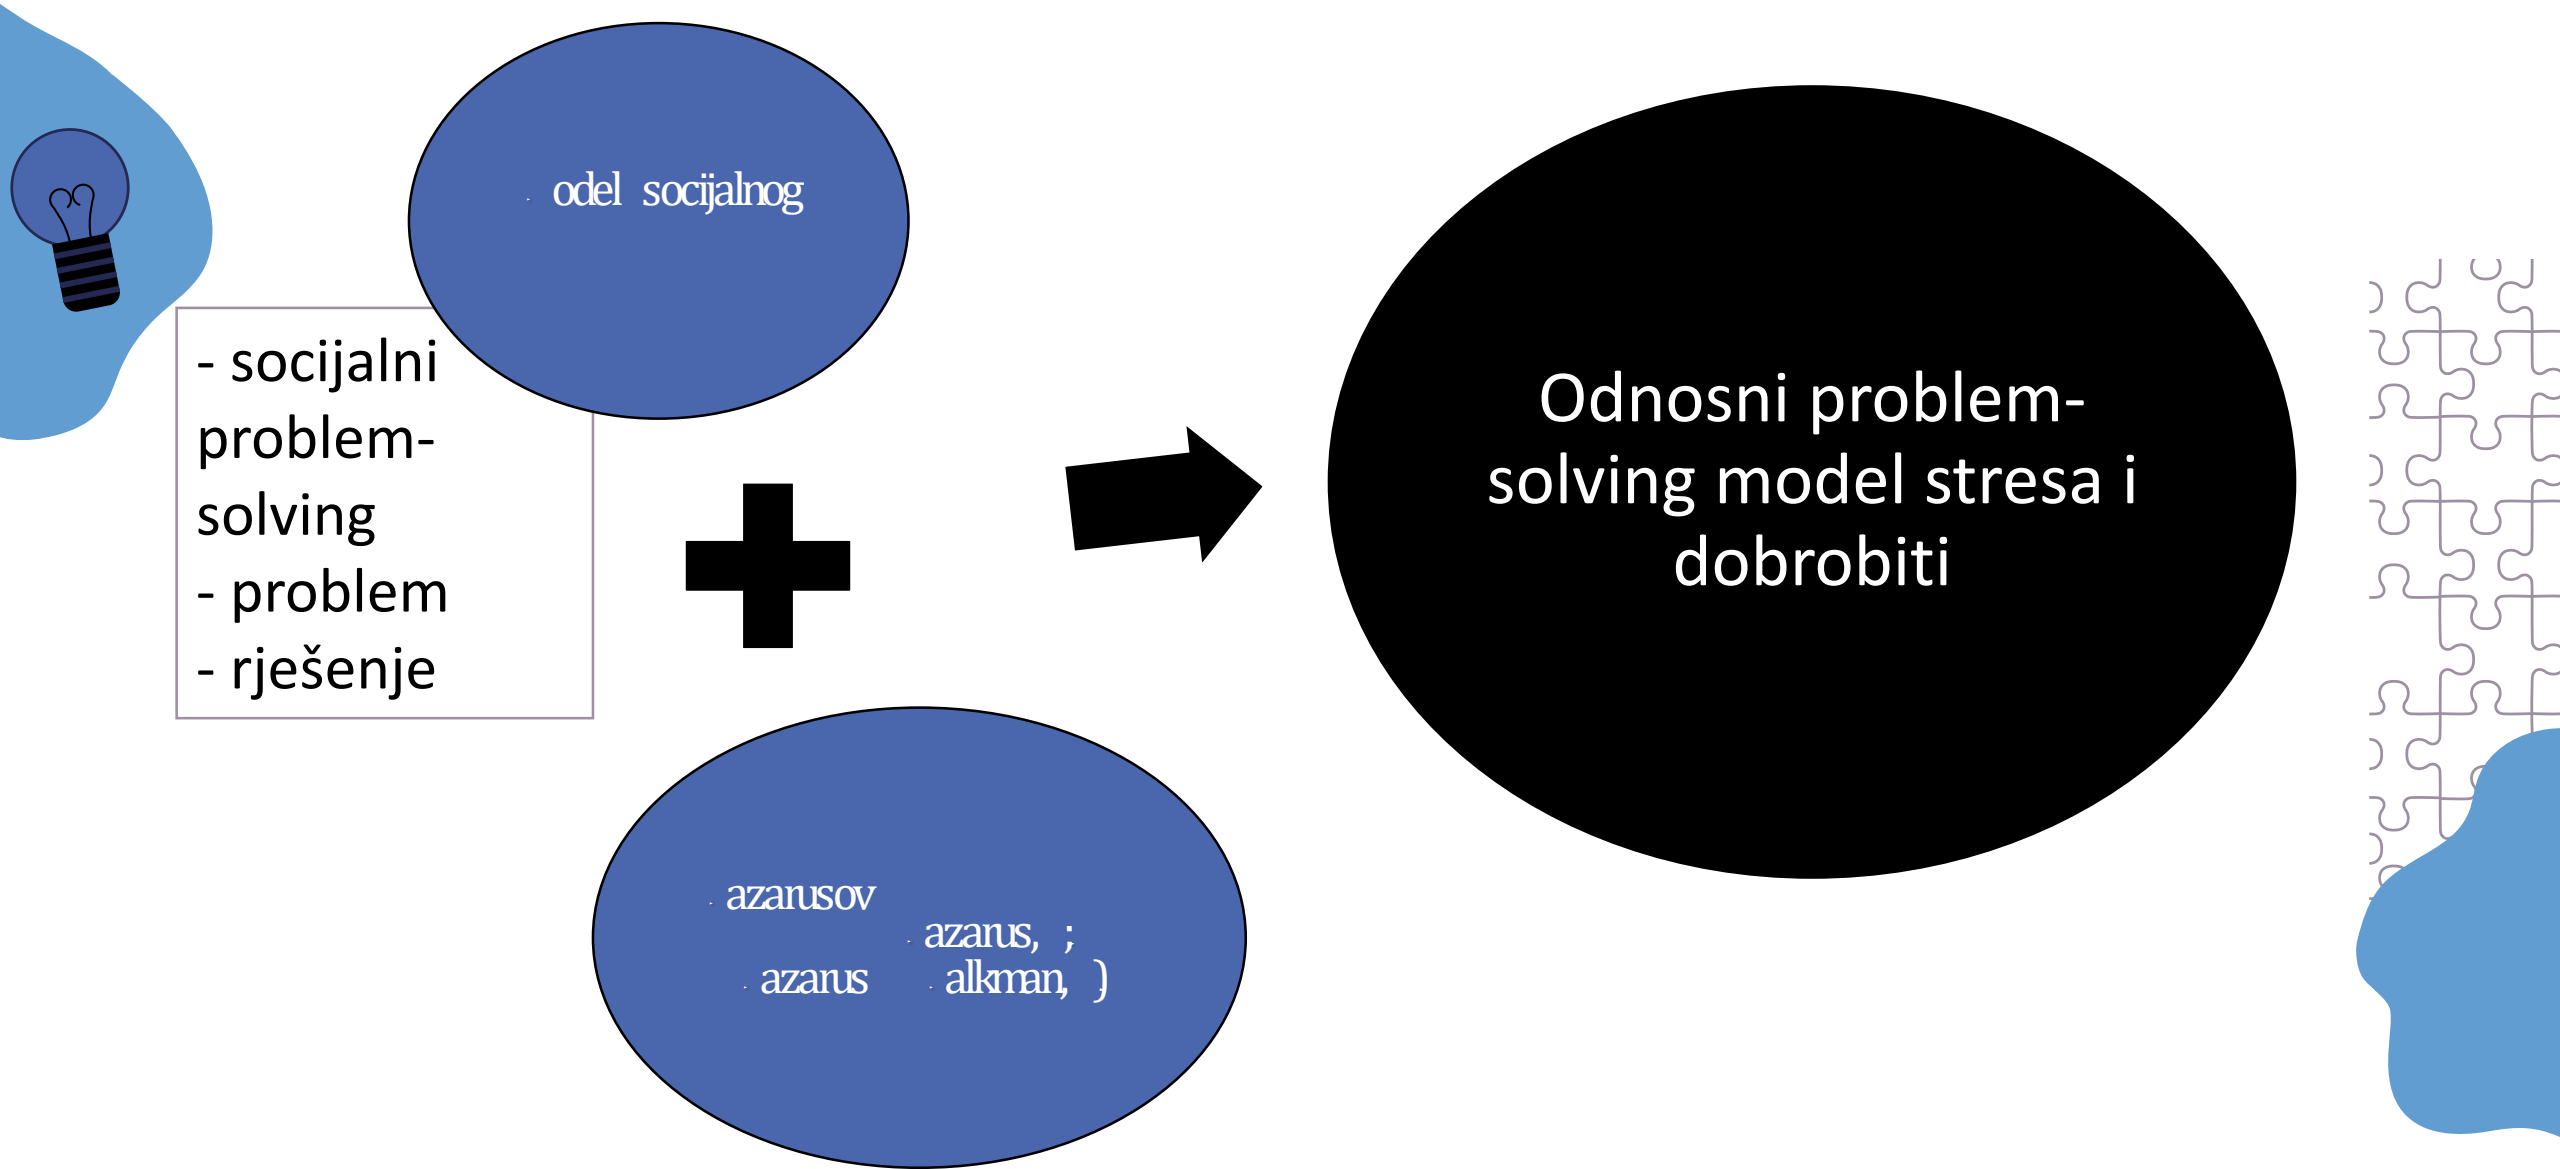 odel socijalnog
- socijalni
problem-
solving
- problem
- rješenje
azarusov
azarus, ;
azarus alkman, )
Odnosni problem-
solving model stresa i
dobrobiti